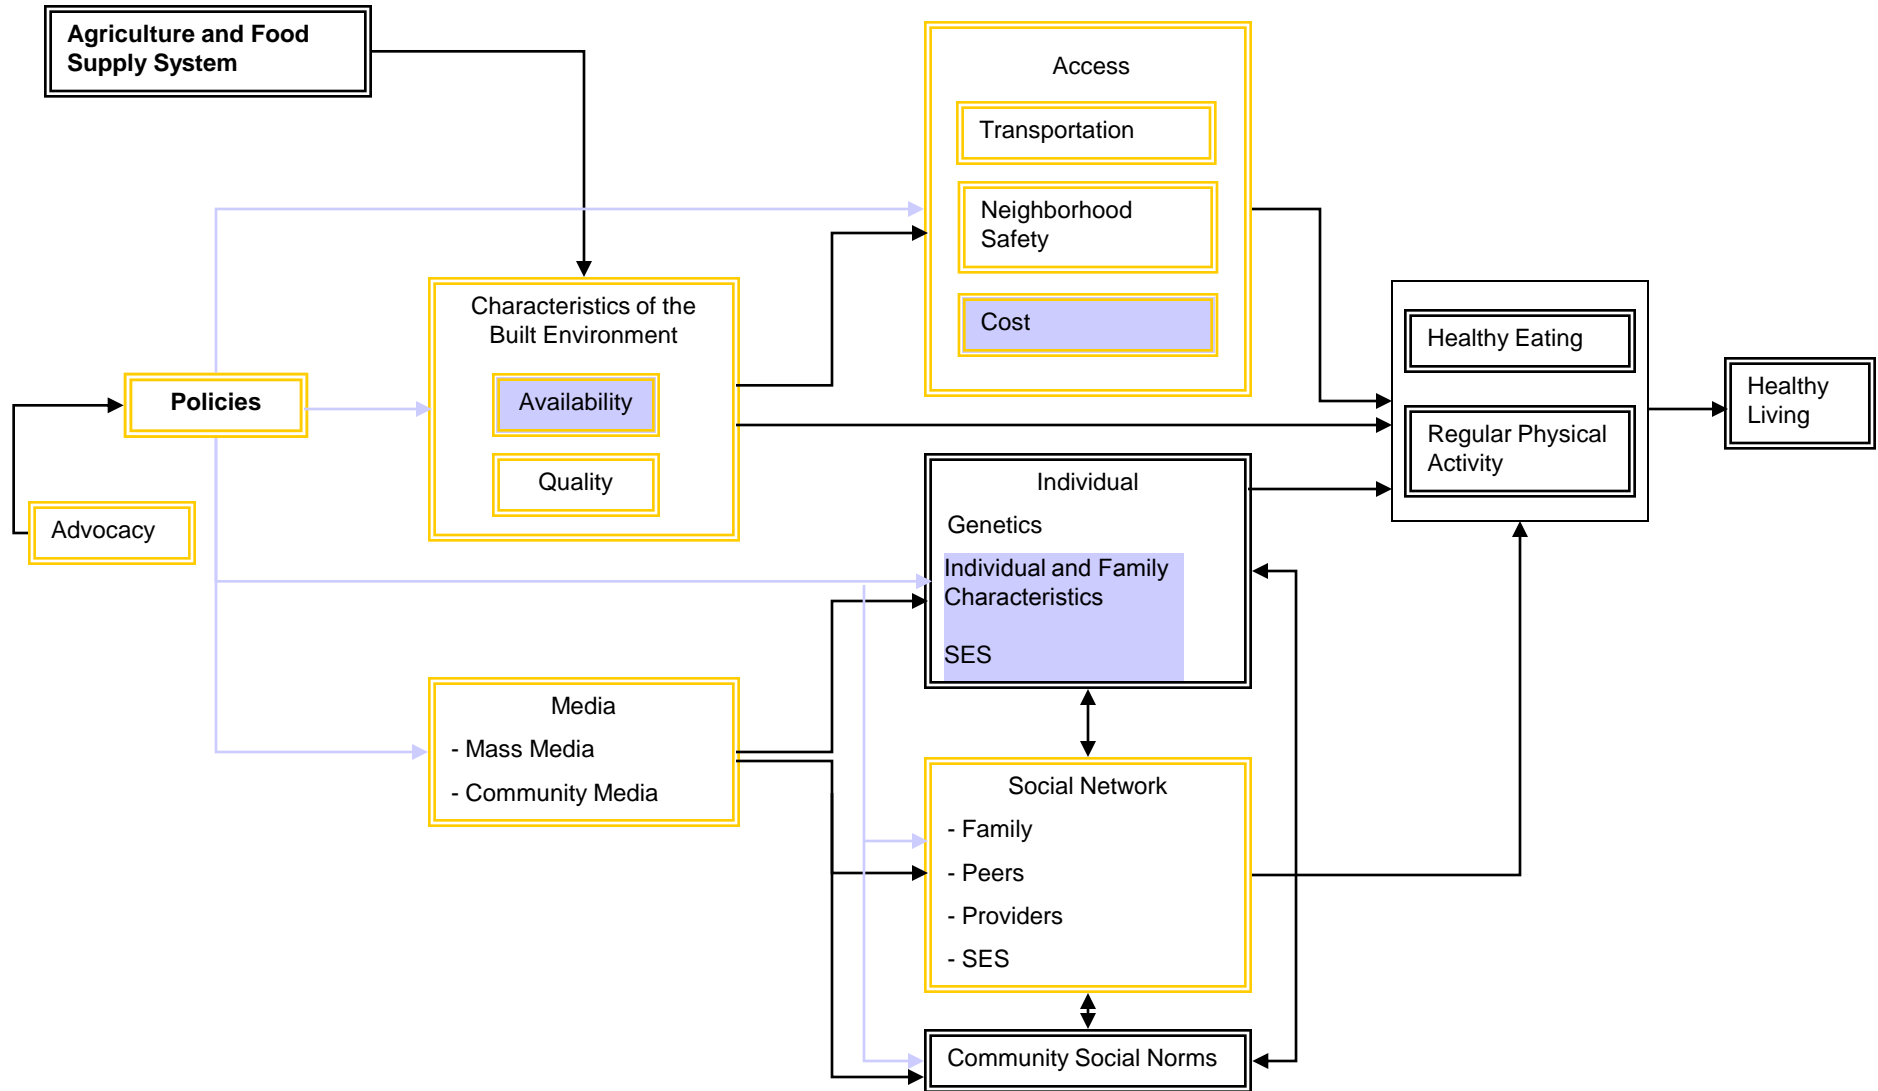 Agriculture and Food
Supply System
Access
Transportation
Neighborhood
Safety
Cost
Characteristics of the
Built Environment
Availability
Quality
Policies
Advocacy
Healthy Eating
Regular Physical
Activity
Healthy
Living
Individual
Genetics
Individual and Family
Characteristics
SES
Media
- Mass Media
- Community Media
Social Network
- Family
- Peers
- Providers
- SES
Community Social Norms